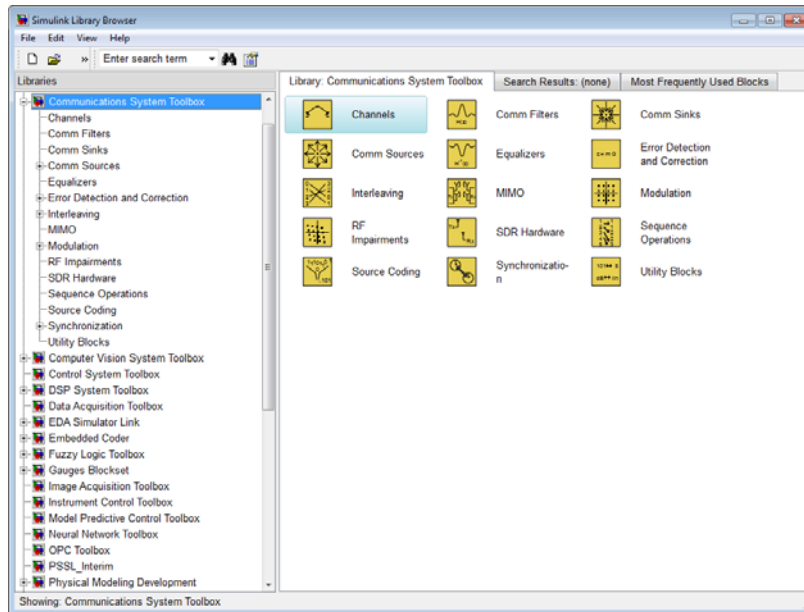 Simulink Library Browser
File Edit View Help
» Enter search term
Libraries
Communications System Toolbox
Channels
Comm Filters
Comm Sinks
Comm Sources
Equalizers
Error Detection and Correction
Interleaving
MIMO
Modulation
RF Impairments
SDR Hardware
Sequence Operations
Source Coding
Synchronization
Utility Blocks
Computer Vision System Toolbox
Control System Toolbox
DSP System Toolbox
Data Acquisition Toolbox
EDA Simulator Link
Embedded Coder
Fuzzy Logic Toolbox
Gauges Blockset
Image Acquisition Toolbox
Instrument Control Toolbox
Model Predictive Control Toolbox
Neural Network Toolbox
OPC Toolbox
PSSL_Interim
Physical Modeling Development
Library: Communications System Toolbox Search Results: (none) Most Frequently Used Blocks
Channels Comm Filters Comm Sinks
Comm Sources Equalizers Error Detection
and Correction
Interleaving MIMO Modulation
RF
Impairments SDR Hardware Sequence
Operations
Source Coding Synchronizatio-
n Utility Blocks
Showing: Communications System Toolbox